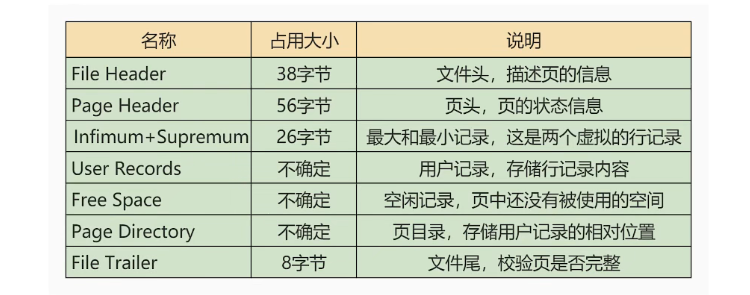 名称 占用大小 说明
File Header 38字节 文件头，描述页的信息
Page Header 56字节 页头，页的状态信息
Infimum+Supremum 26字节 最大和最小记录，这是两个虚拟的行记录
User Records 不确定 用户记录，存储行记录内容
Free Space 不确定 空闲记录，页中还没有被使用的空间
Page Directory 不确定 页目录，存储用户记录的相对位置
File Trailer 8字节 文件尾，校验页是否完整